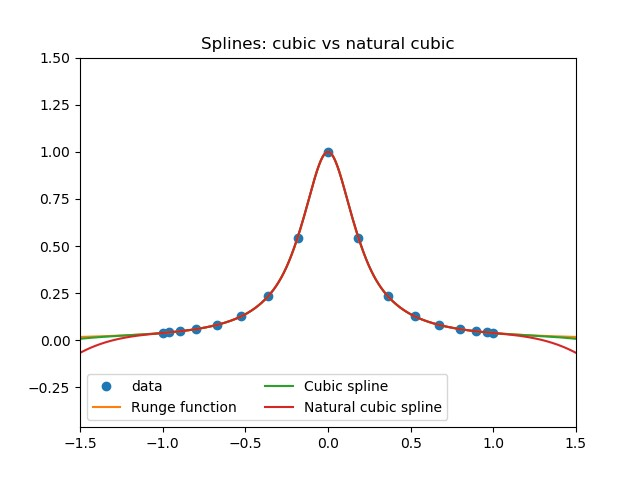 Splines: cubic vs natural cubic
1.50
1.25
1.00
0.75
0.50
0.25
0.00
−0.25
data
Runge function
Cubic spline
Natural cubic spline
−1.5 −1.0 −0.5 0.0 0.5 1.0 1.5